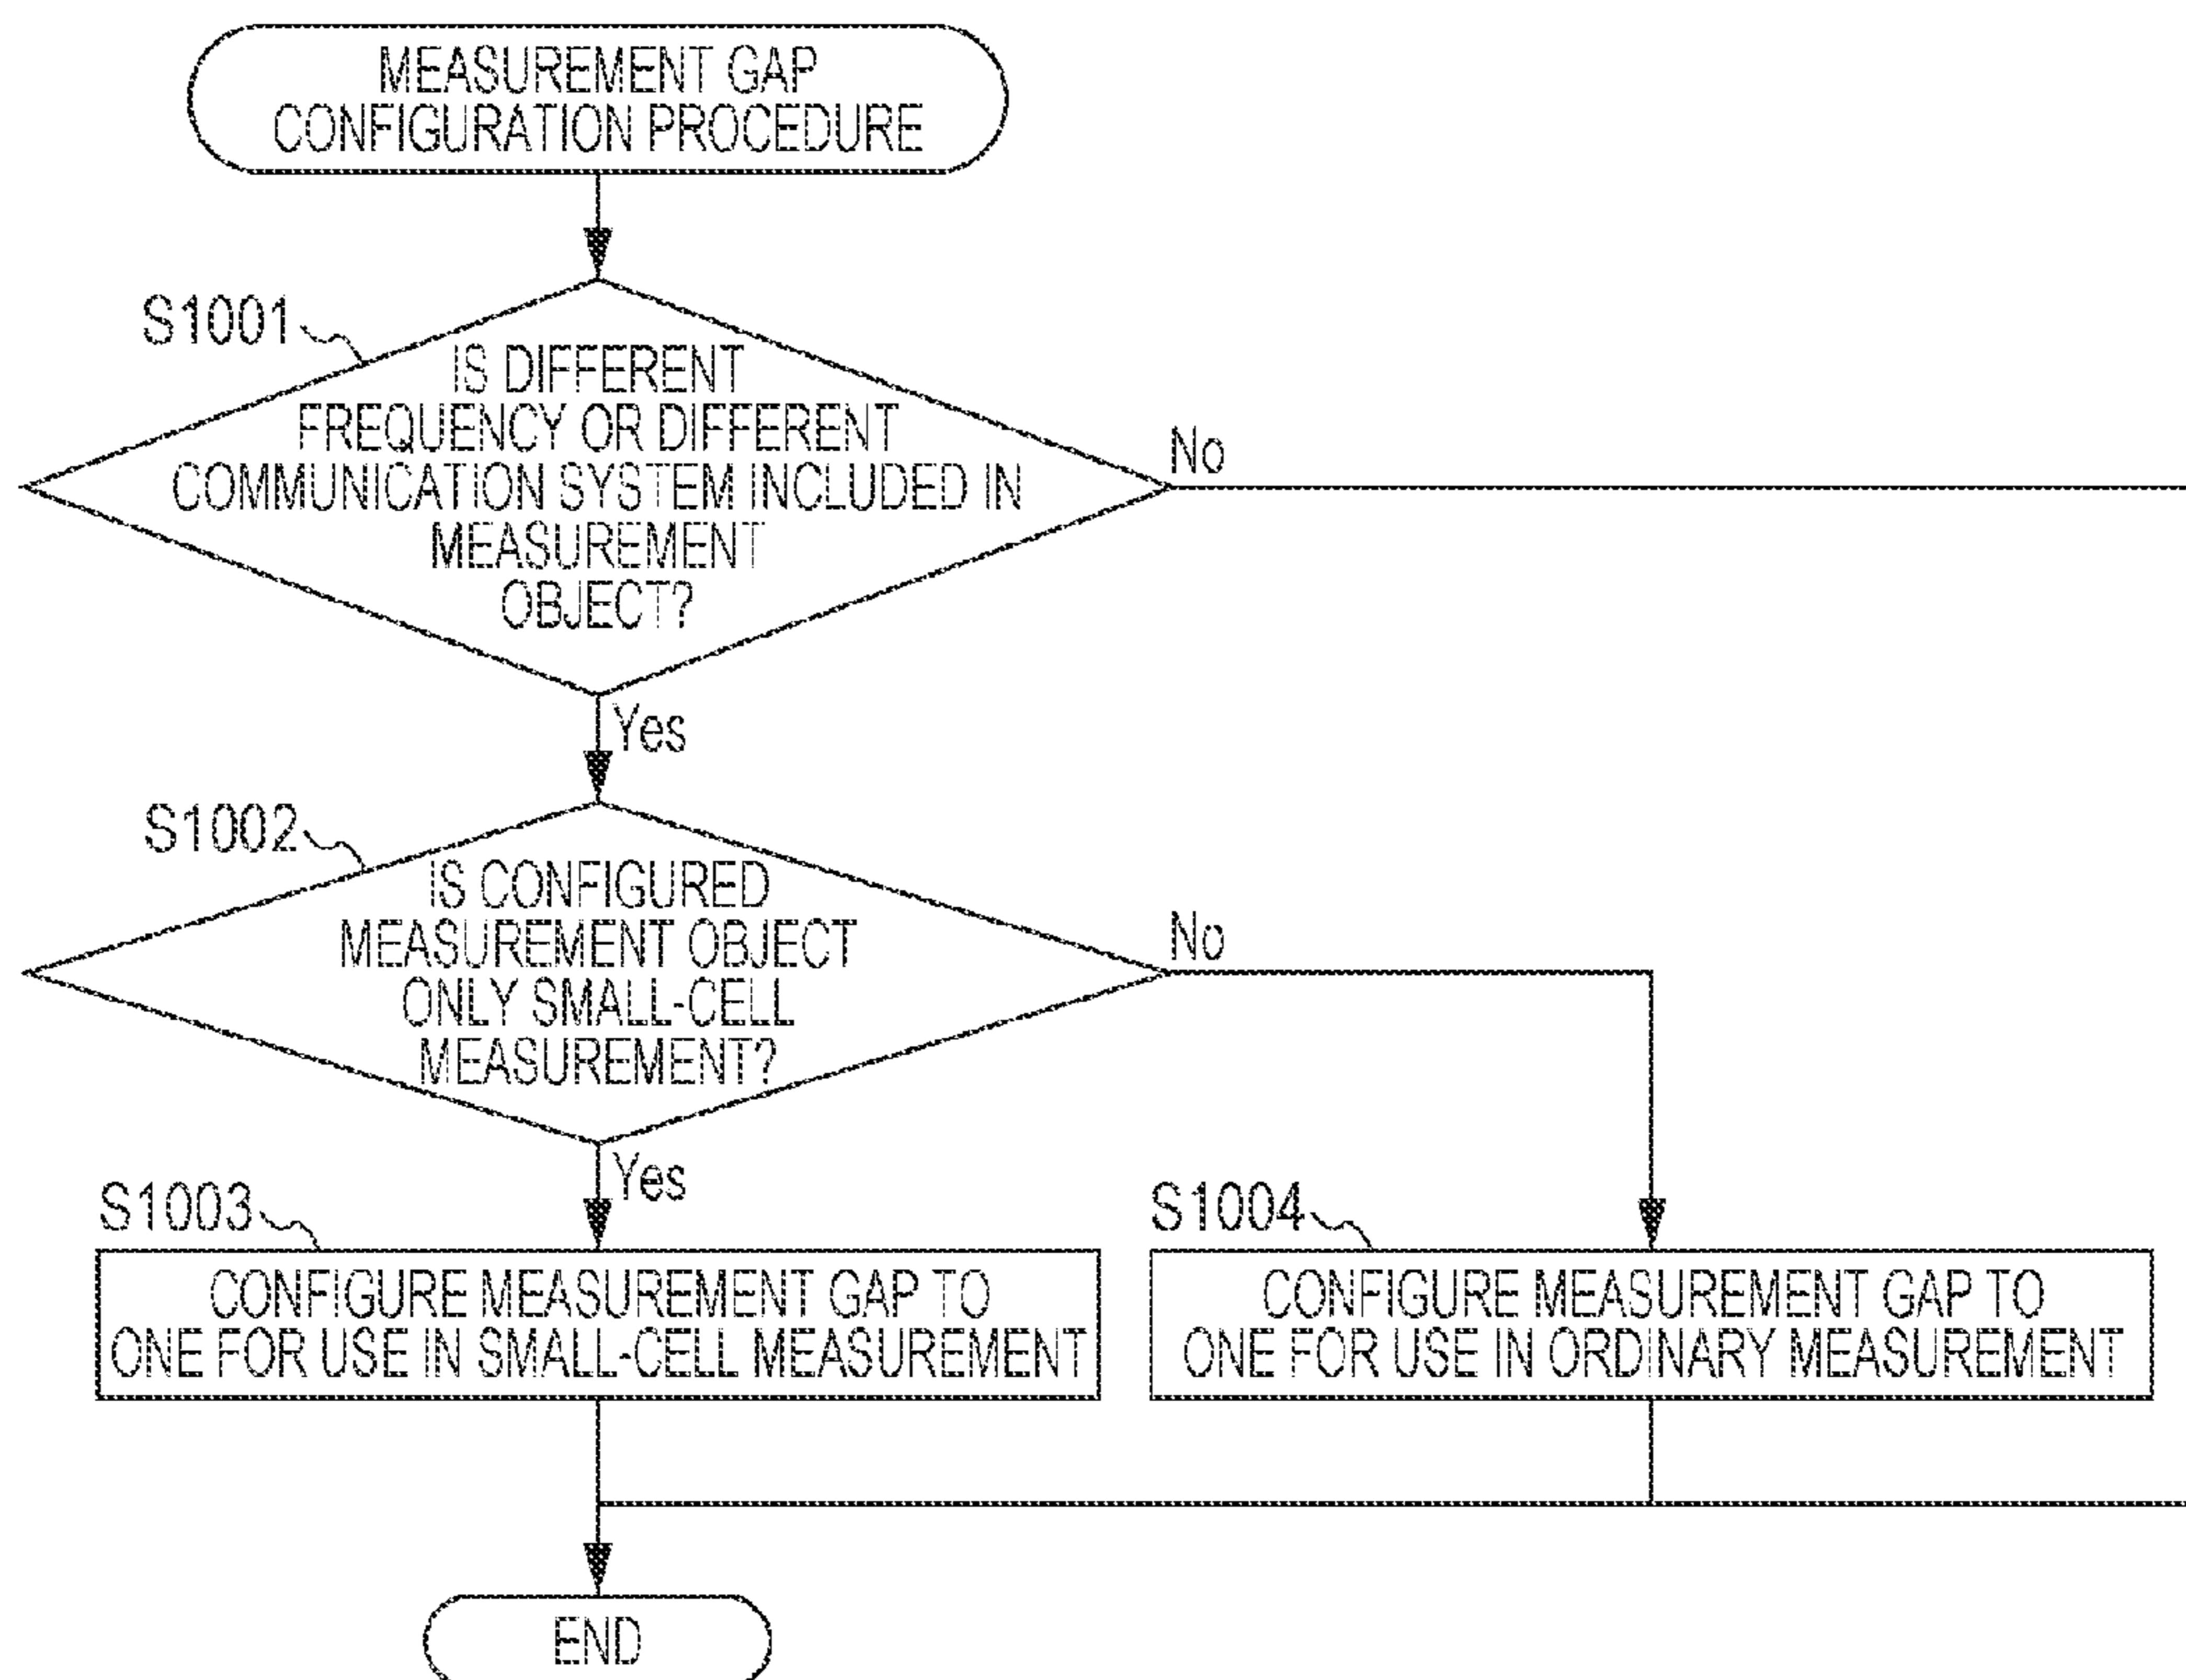 MEASUREMENT GAP
CONFIGURATION PROCEDURE
S1001
IS DIFFERENT
FREQUENCY OR DIFFERENT
COMMUNICATION SYSTEM INCLUDED IN
MEASUREMENT
OBJECT?
No
Yes
S1002
IS CONFIGURED
MEASUREMENT OBJECT
ONLY SMALL-CELL
MEASUREMENT?
No
Yes
S1003
CONFIGURE MEASUREMENT GAP TO
ONE FOR USE IN SMALL-CELL MEASUREMENT
S1004
CONFIGURE MEASUREMENT GAP TO
ONE FOR USE IN ORDINARY MEASUREMENT
END